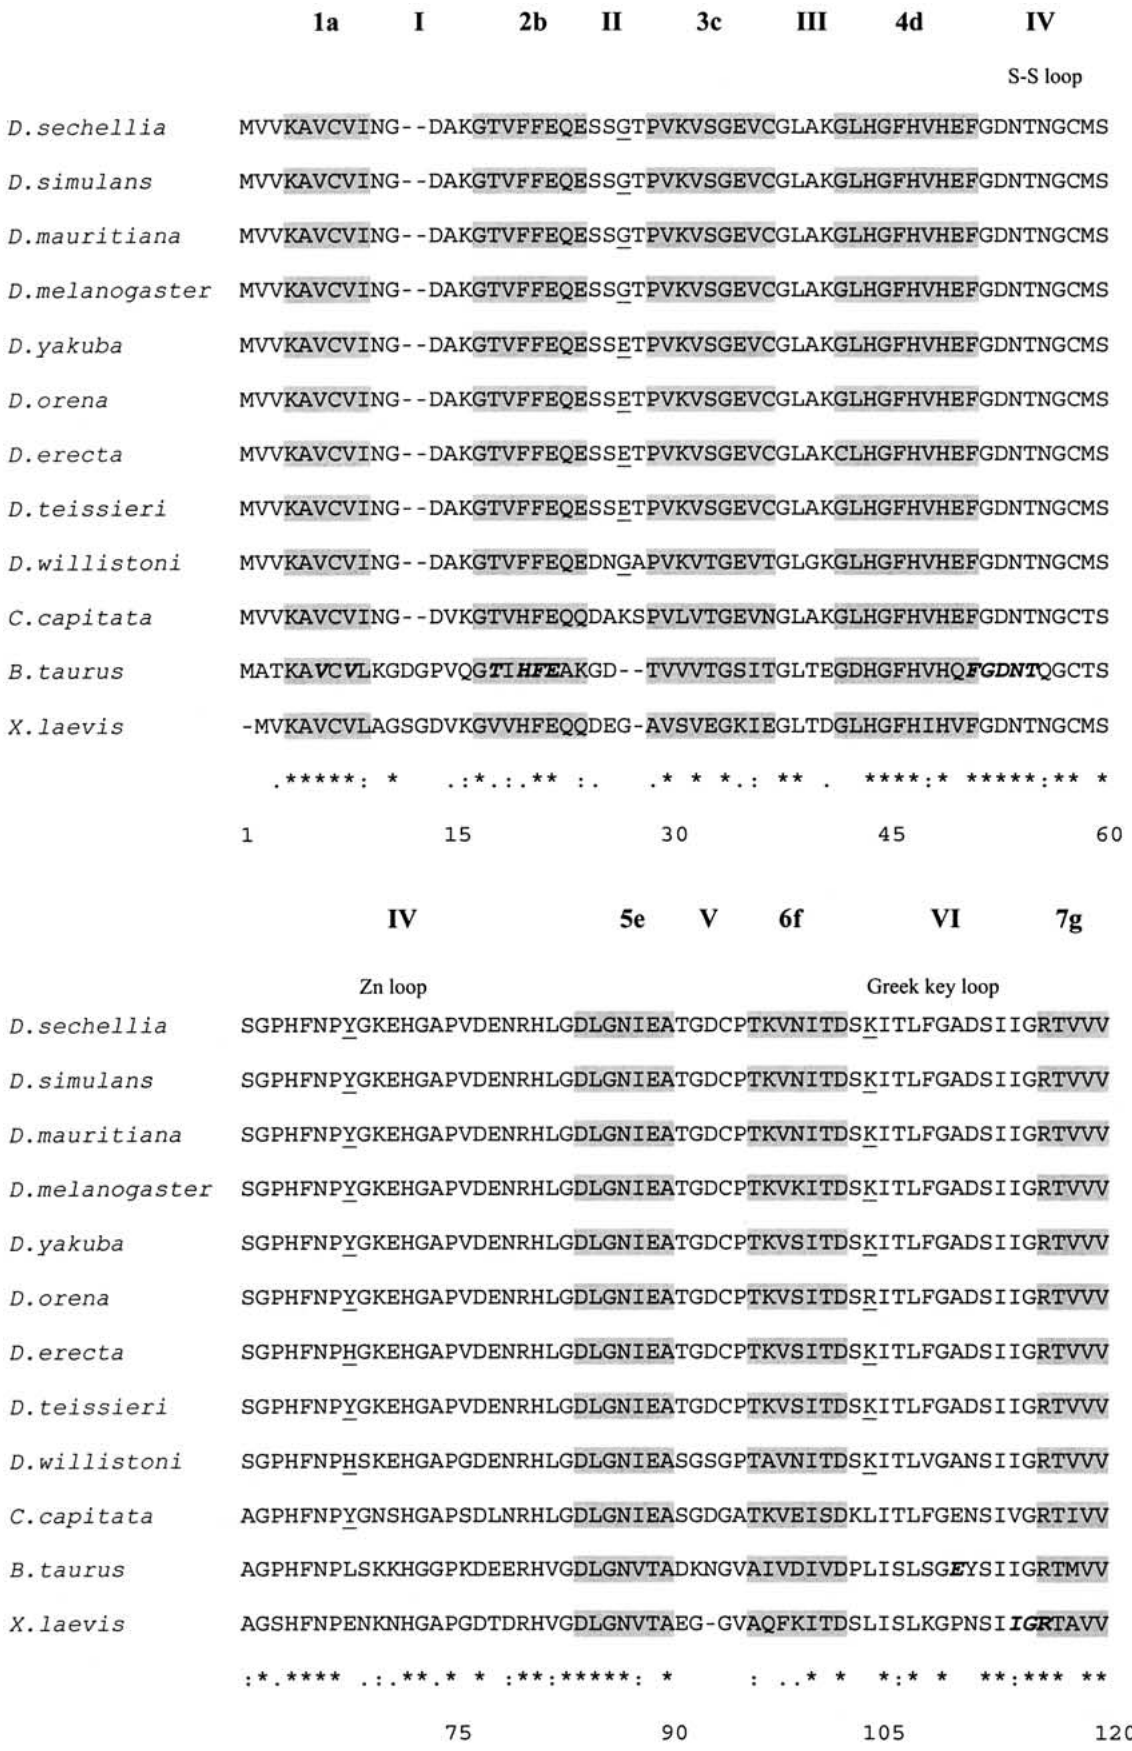 1a I 2b II 3c III 4d IV
S-S loop
D.sechellia MVVKAVCVING--DAKGTVFFEQESSGTPVKVSGEVCGLAKGLHGFHVHEFGDNTNGCMS
D.simulans MVVKAVCVING--DAKGTVFFEQESSGTPVKVSGEVCGLAKGLHGFHVHEFGDNTNGCMS
D.mauritiana MVVKAVCVING--DAKGTVFFEQESSGTPVKVSGEVCGLAKGLHGFHVHEFGDNTNGCMS
D.melanogaster MVVKAVCVING--DAKGTVFFEQESSGTPVKVSGEVCGLAKGLHGFHVHEFGDNTNGCMS
D.yakuba MVVKAVCVING--DAKGTVFFEQESSETPVKVSGEVCGLAKGLHGFHVHEFGDNTNGCMS
D.orena MVVKAVCVING--DAKGTVFFEQESSETPVKVSGEVCGLAKGLHGFHVHEFGDNTNGCMS
D.erecta MVVKAVCVING--DAKGTVFFEQESSETPVKVSGEVCGLAKCLHGFHVHEFGDNTNGCMS
D.teissieri MVVKAVCVING--DAKGTVFFEQESSETPVKVSGEVCGLAKGLHGFHVHEFGDNTNGCMS
D.willistoni MVVKAVCVING--DAKGTVFFEQEDNGAPVKVTGEVTGLGKGLHGFHVHEFGDNTNGCMS
C.capitata MVVKAVCVING--DVKGTVHFEQQDAKSPVLVTGEVNGLAKGLHGFHVHEFGDNTNGCTS
B.taurus MATKAVCVLKGDGPVQGTIHFEAKGD--TVVVTGSITGLTEGDHGFHVHQFGDNTQGCTS
X.laevis -MVKAVCVLAGSGDVKGVVHFEQQDEG-AVSVEGKIEGLTDGLHGFHIHVFGDNTNGCMS
.*****: * .:*.:.** :. .* * *.: ** . ****:* *****:** *
1 15 30 45 60
IV 5e V 6f VI 7g
Zn loop Greek key loop
D.sechellia SGPHFNPYGKEHGAPVDENRHLGDLGNIEATGDCPTKVNITDSKITLFGADSIIGRTVVV
D.simulans SGPHFNPYGKEHGAPVDENRHLGDLGNIEATGDCPTKVNITDSKITLFGADSIIGRTVVV
D.mauritiana SGPHFNPYGKEHGAPVDENRHLGDLGNIEATGDCPTKVNITDSKITLFGADSIIGRTVVV
D.melanogaster SGPHFNPYGKEHGAPVDENRHLGDLGNIEATGDCPTKVKITDSKITLFGADSIIGRTVVV
D.yakuba SGPHFNPYGKEHGAPVDENRHLGDLGNIEATGDCPTKVSITDSKITLFGADSIIGRTVVV
D.orena SGPHFNPYGKEHGAPVDENRHLGDLGNIEATGDCPTKVSITDSRITLFGADSIIGRTVVV
D.erecta SGPHFNPHGKEHGAPVDENRHLGDLGNIEATGDCPTKVSITDSKITLFGADSIIGRTVVV
D.teissieri SGPHFNPYGKEHGAPVDENRHLGDLGNIEATGDCPTKVSITDSKITLFGADSIIGRTVVV
D.willistoni SGPHFNPHSKEHGAPGDENRHLGDLGNIEASGSGPTAVNITDSKITLVGANSIIGRTVVV
C.capitata AGPHFNPYGNSHGAPSDLNRHLGDLGNIEASGDGATKVEISDKLITLFGENSIVGRTIVV
B.taurus AGPHFNPLSKKHGGPKDEERHVGDLGNVTADKNGVAIVDIVDPLISLSGEYSIIGRTMVV
X.laevis AGSHFNPENKNHGAPGDTDRHVGDLGNVTAEG-GVAQFKITDSLISLKGPNSIIGRTAVV
:*.**** .:.**.* * :**:*****: * : ..* * *:* * **:*** **
75 90 105 120